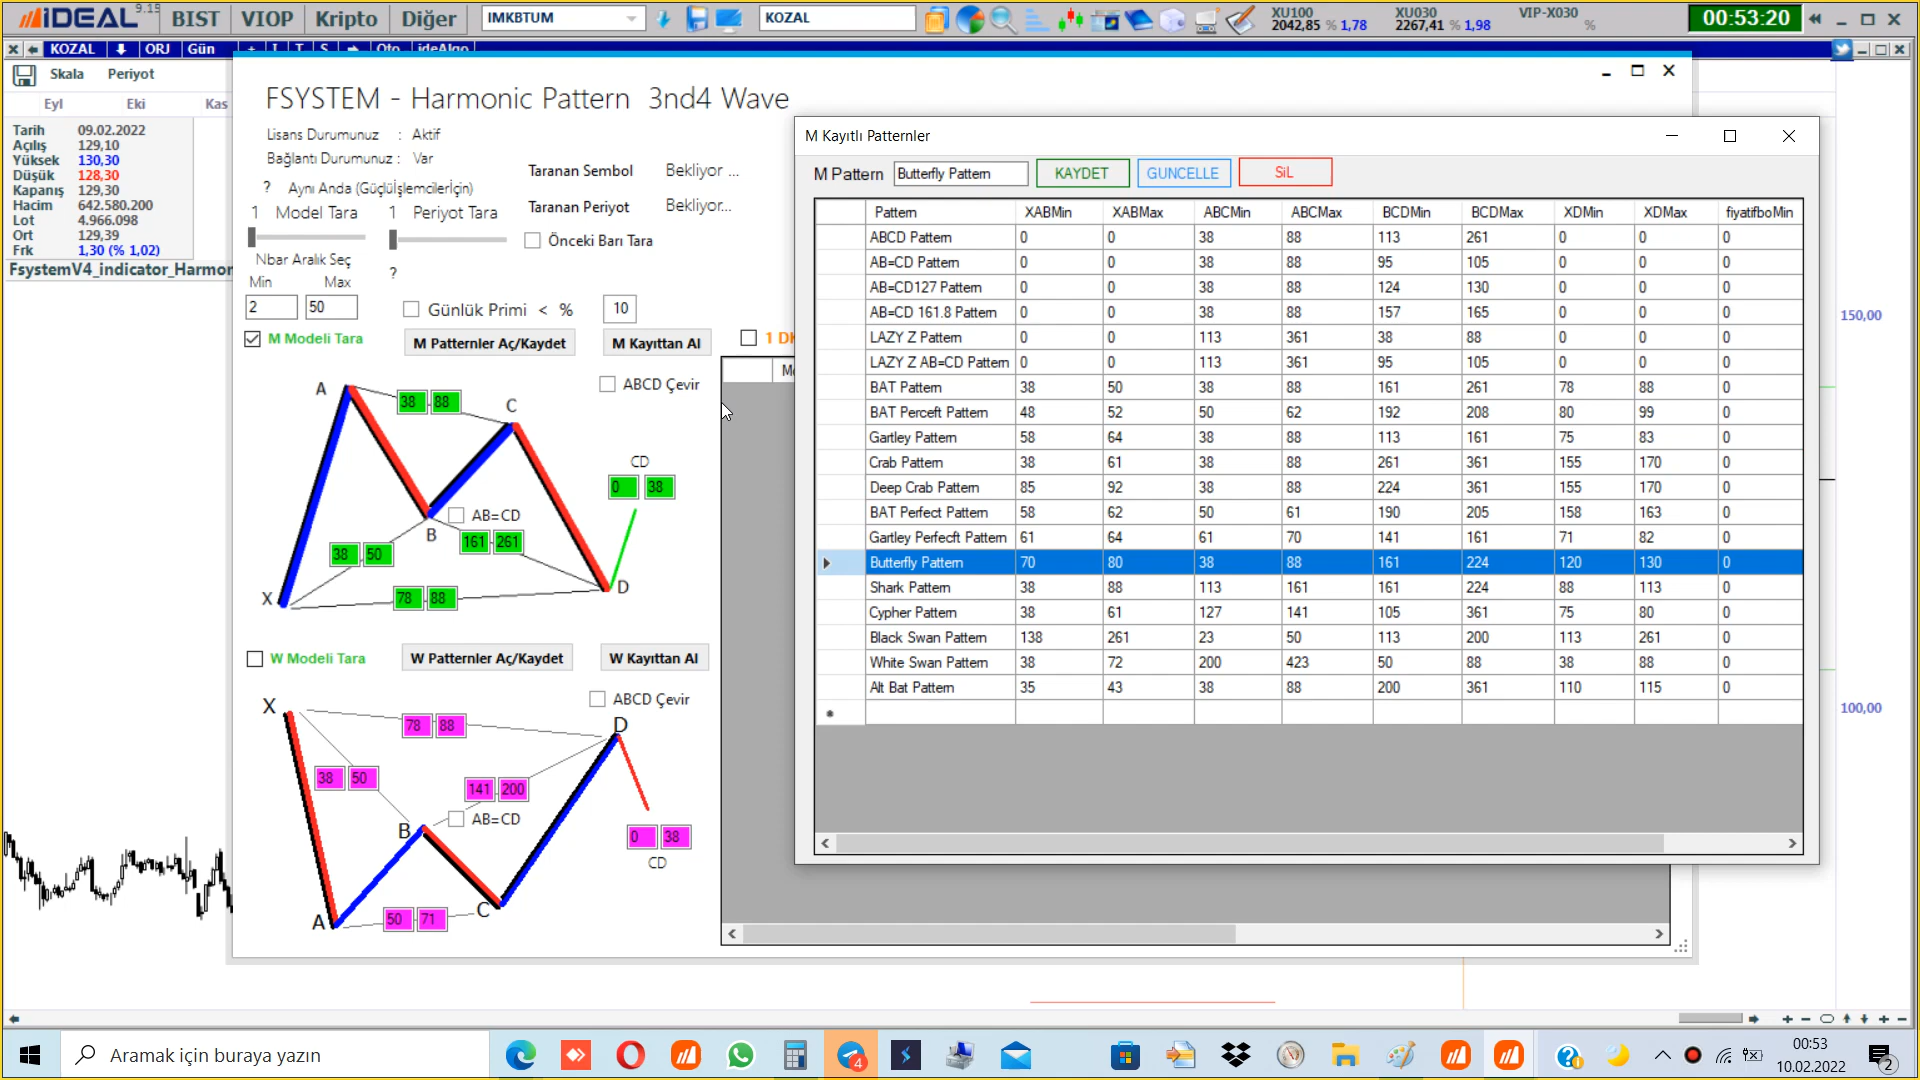 iDEAL 9.15 BIST VIOP Kripto Diğer IMKBTUM KOZAL XU100 2042,85 % 1,78 XU030 2267,41 % 1,98 VIP-X030 % 00:53:20
KOZAL ORJ Gün + I T S Oto ideAlgo
Skala Periyot
Eyl Eki Kas
Tarih 09.02.2022
Açılış 129,10
Yüksek 130,30
Düşük 128,30
Kapanış 129,30
Hacim 642.580.200
Lot 4.966.098
Ort 129,39
Frk 1,30 (% 1,02)
FsystemV4_indicator_Harmon
FSYSTEM - Harmonic Pattern 3nd4 Wave
Lisans Durumunuz : Aktif
Bağlantı Durumunuz : Var
? Aynı Anda (Güçlüİşlemcilerİçin)
1 Model Tara 1 Periyot Tara
Taranan Sembol Bekliyor ...
Taranan Periyot Bekliyor...
Önceki Barı Tara
Nbar Aralık Seç
Min Max ?
2 50
Günlük Primi < % 10
M Modeli Tara M Patternler Aç/Kaydet M Kayıttan Al 1 DK
ABCD Çevir
A 38 88 C
CD
0 38
AB=CD
B 161 261
38 50
X 78 88 D
W Modeli Tara W Patternler Aç/Kaydet W Kayıttan Al
ABCD Çevir
X 78 88 D
38 50 141 200
B AB=CD
0 38
CD
A 50 71 C
M Kayıtlı Patternler
M Pattern Butterfly Pattern KAYDET GUNCELLE SiL
Pattern XABMin XABMax ABCMin ABCMax BCDMin BCDMax XDMin XDMax fiyatifboMin
ABCD Pattern 0 0 38 88 113 261 0 0 0
AB=CD Pattern 0 0 38 88 95 105 0 0 0
AB=CD127 Pattern 0 0 38 88 124 130 0 0 0
AB=CD 161.8 Pattern 0 0 38 88 157 165 0 0 0
LAZY Z Pattern 0 0 113 361 38 88 0 0 0
LAZY Z AB=CD Pattern 0 0 113 361 95 105 0 0 0
BAT Pattern 38 50 38 88 161 261 78 88 0
BAT Perceft Pattern 48 52 50 62 192 208 80 99 0
Gartley Pattern 58 64 38 88 113 161 75 83 0
Crab Pattern 38 61 38 88 261 361 155 170 0
Deep Crab Pattern 85 92 38 88 224 361 155 170 0
BAT Perfect Pattern 58 62 50 61 190 205 158 163 0
Gartley Perfecft Pattern 61 64 61 70 141 161 71 82 0
Butterfly Pattern 70 80 38 88 161 224 120 130 0
Shark Pattern 38 88 113 161 161 224 88 113 0
Cypher Pattern 38 61 127 141 105 361 75 80 0
Black Swan Pattern 138 261 23 50 113 200 113 261 0
White Swan Pattern 38 72 200 423 50 88 38 88 0
Alt Bat Pattern 35 43 38 88 200 361 110 115 0
150,00
100,00
Aramak için buraya yazın
4
00:53
10.02.2022
2